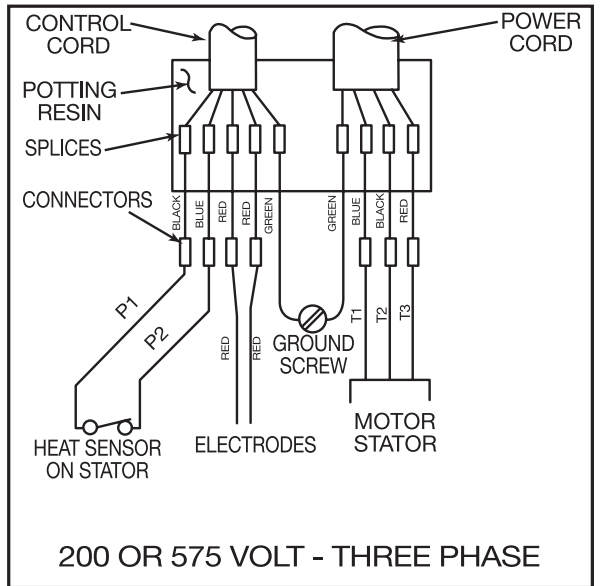 CONTROL
CORD
POWER
CORD
POTTING
RESIN
SPLICES
CONNECTORS
BLACK
BLUE
RED
RED
GREEN
GREEN
BLUE
BLACK
RED
P1
P2
RED
RED
GROUND
SCREW
T1
T2
T3
HEAT SENSOR
ON STATOR
ELECTRODES
MOTOR
STATOR
200 OR 575 VOLT - THREE PHASE